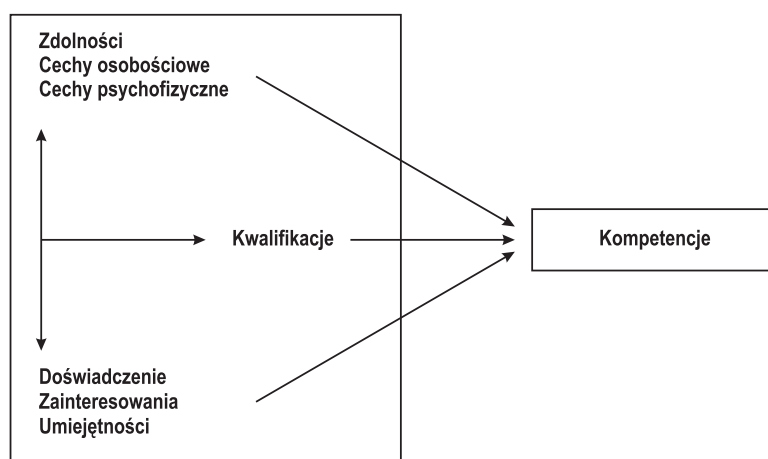 Zdolności
Cechy osobościowe
Cechy psychofizyczne
Kwalifikacje
Kompetencje
Doświadczenie
Zainteresowania
Umiejętności